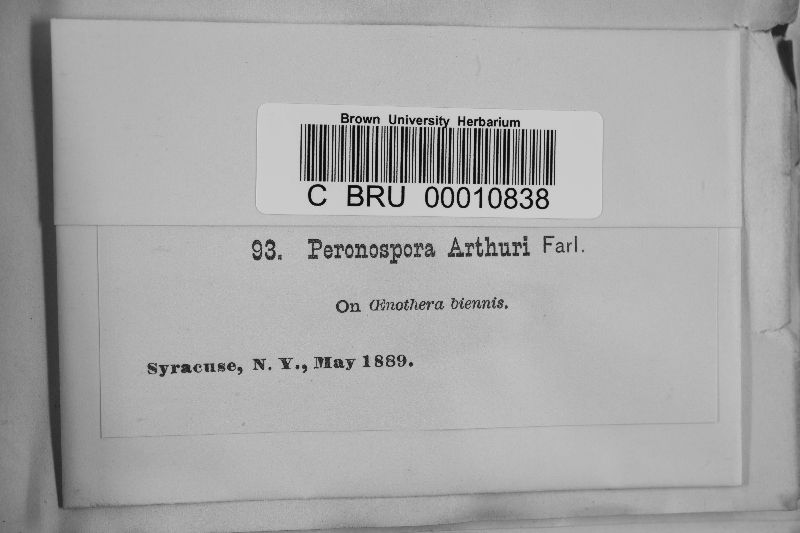 Brown University Herbarium
C BRU 00010838
93. Peronospora Arthuri Farl.
On Œnothera biennis.
Syracuse, N. Y., May 1889.